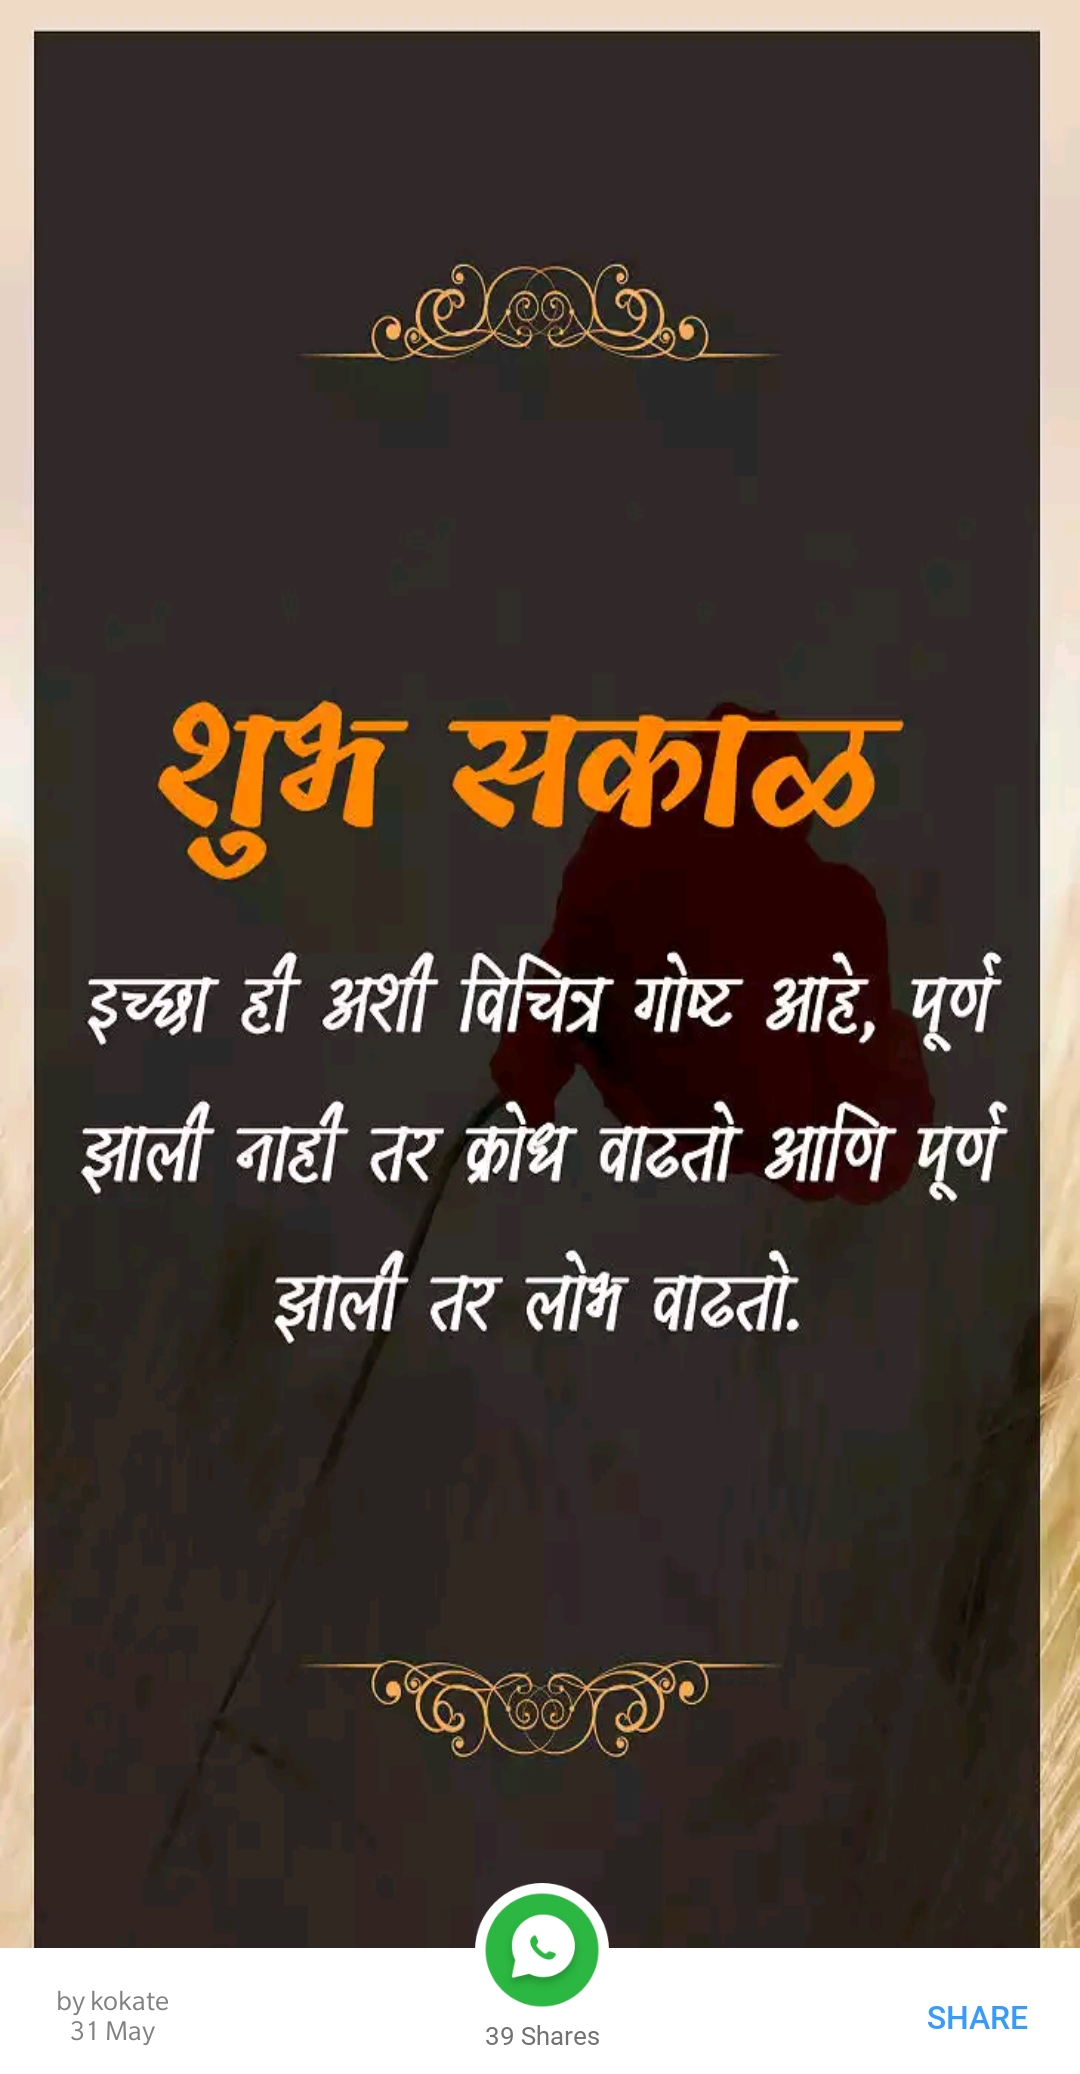 शुभ सकाळ
इच्छा ही अशी विचित्र गोष्ट आहे, पूर्ण
झाली नाही तर क्रोध वाढतो आणि पूर्ण
झाली तर लोभ वाढतो.
by kokate
31 May
39 Shares
SHARE